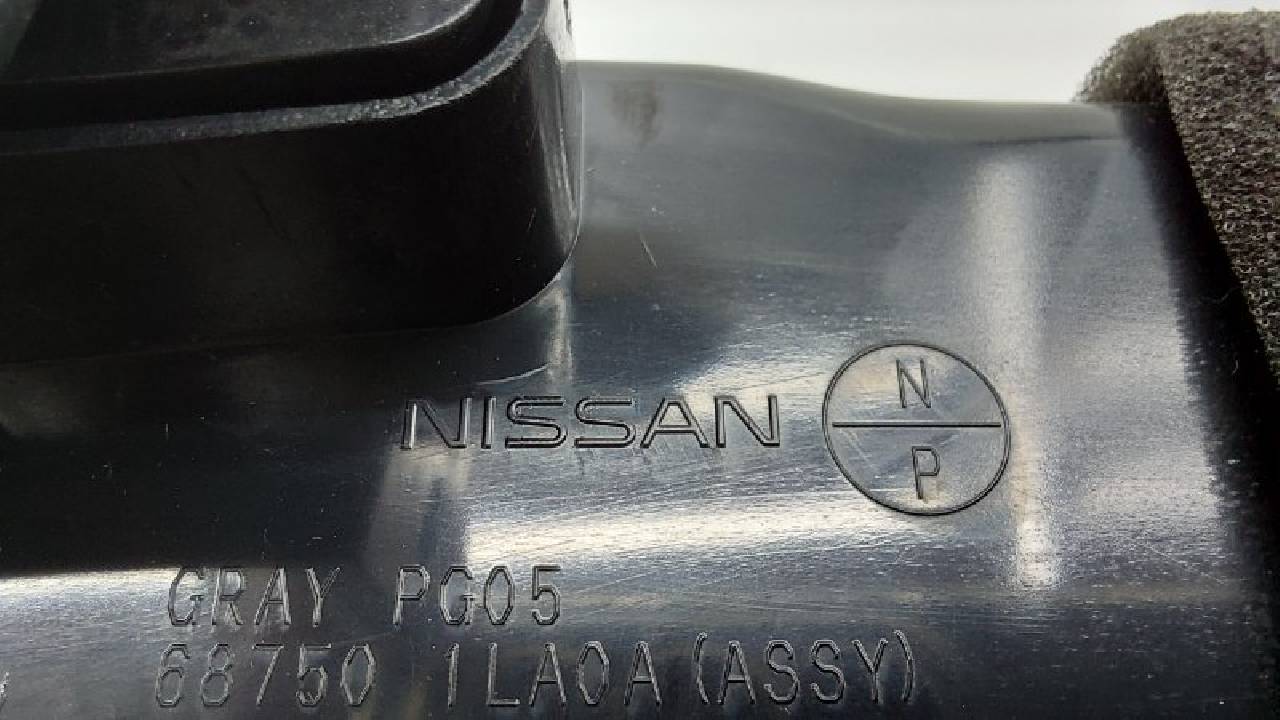 NISSAN
N
P
GRAY PG05
68750 1LA0A (ASSY)